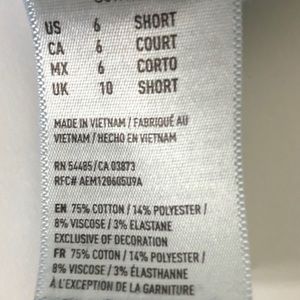 US 6 SHORT
CA 6 COURT
MX 6 CORTO
UK 10 SHORT
MADE IN VIETNAM / FABRIQUÉ AU
VIETNAM / HECHO EN VIETNAM
RN 54485 / CA 03873
RFC# AEM120605U9A
EN 75% COTTON / 14% POLYESTER /
8% VISCOSE / 3% ELASTANE
EXCLUSIVE OF DECORATION
FR 75% COTON / 14% POLYESTER /
8% VISCOSE / 3% ÉLASTHANNE
À L'EXCEPTION DE LA GARNITURE